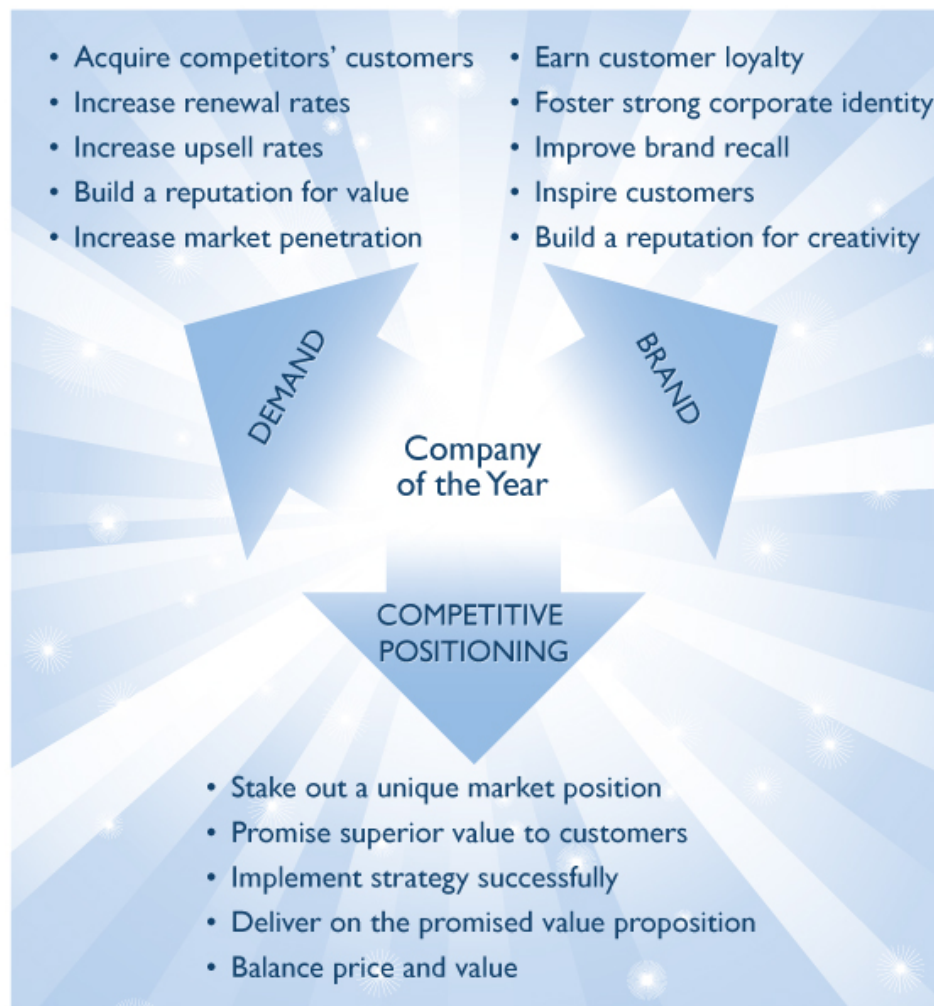 • Acquire competitors’ customers
• Increase renewal rates
• Increase upsell rates
• Build a reputation for value
• Increase market penetration
• Earn customer loyalty
• Foster strong corporate identity
• Improve brand recall
• Inspire customers
• Build a reputation for creativity
DEMAND
BRAND
Company
of the Year
COMPETITIVE
POSITIONING
• Stake out a unique market position
• Promise superior value to customers
• Implement strategy successfully
• Deliver on the promised value proposition
• Balance price and value